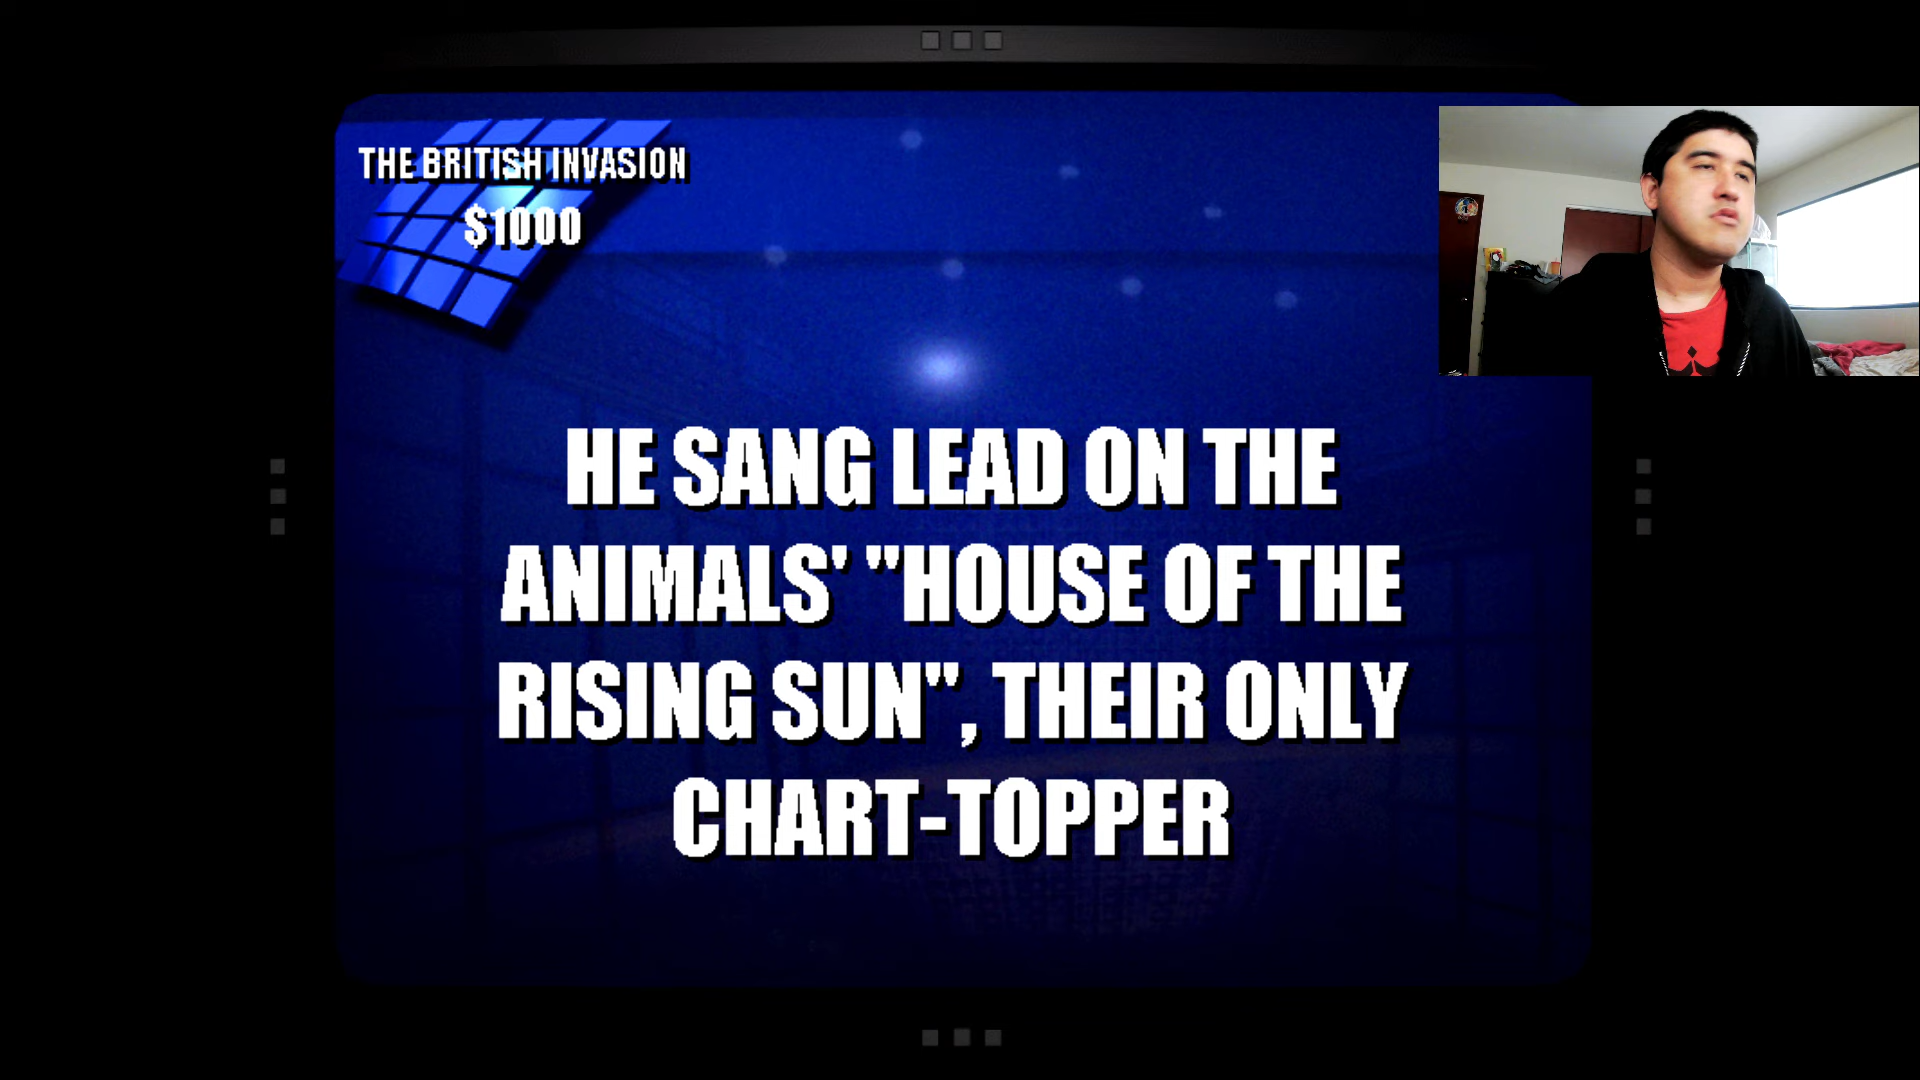 THE BRITISH INVASION
$1000
HE SANG LEAD ON THE
ANIMALS' "HOUSE OF THE
RISING SUN", THEIR ONLY
CHART-TOPPER